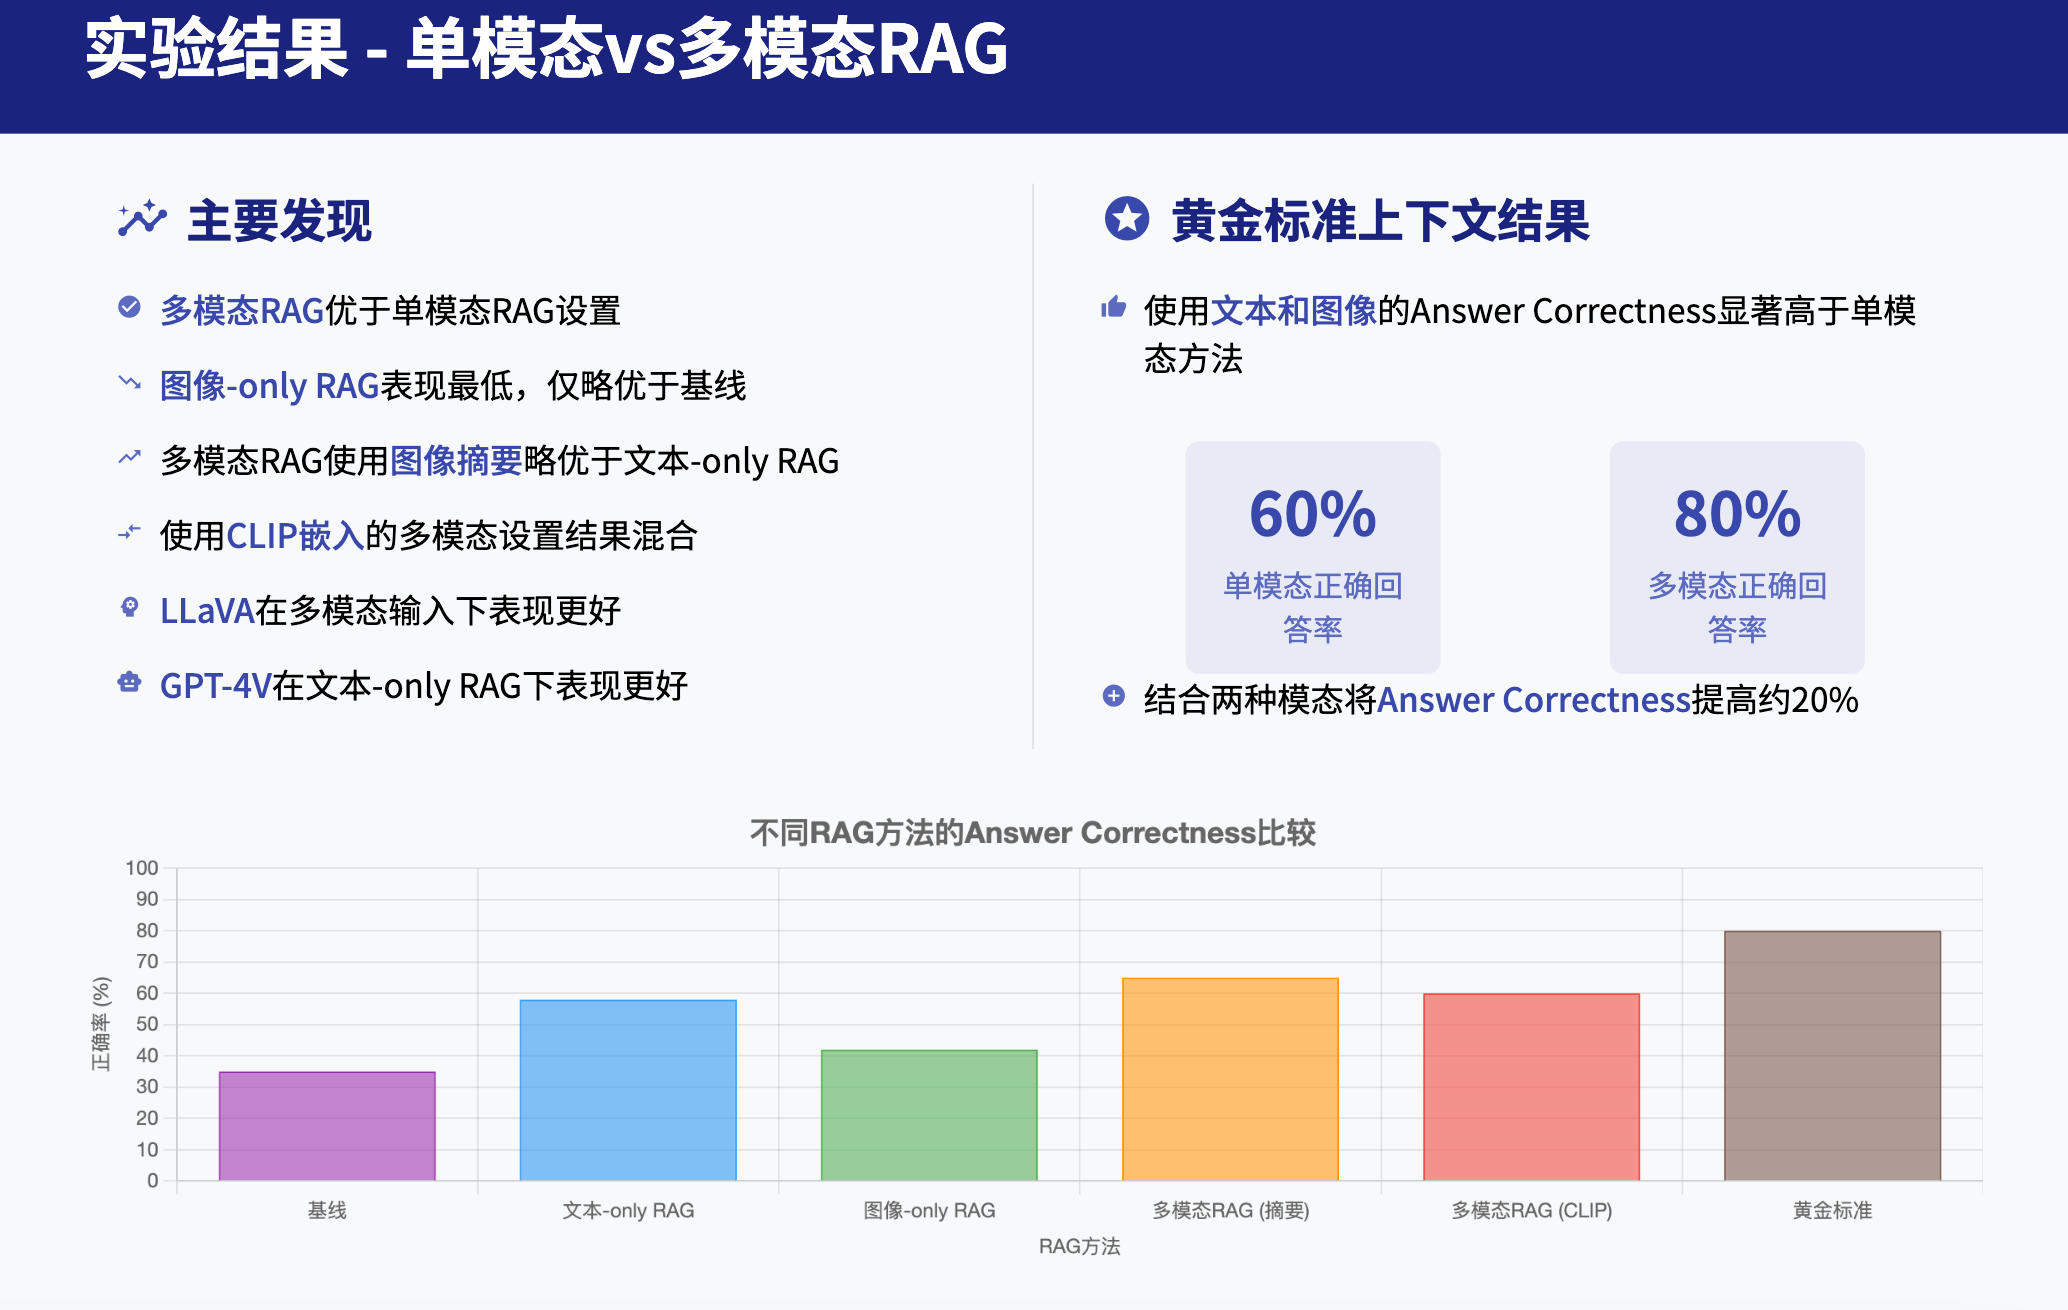 实验结果 - 单模态vs多模态RAG
主要发现
多模态RAG优于单模态RAG设置
图像-only RAG表现最低，仅略优于基线
多模态RAG使用图像摘要略优于文本-only RAG
使用CLIP嵌入的多模态设置结果混合
LLaVA在多模态输入下表现更好
GPT-4V在文本-only RAG下表现更好
黄金标准上下文结果
使用文本和图像的Answer Correctness显著高于单模
态方法
60%
单模态正确回
答率
80%
多模态正确回
答率
结合两种模态将Answer Correctness提高约20%
不同RAG方法的Answer Correctness比较
正确率 (%)
100
90
80
70
60
50
40
30
20
10
0
基线
文本-only RAG
图像-only RAG
多模态RAG (摘要)
多模态RAG (CLIP)
黄金标准
RAG方法